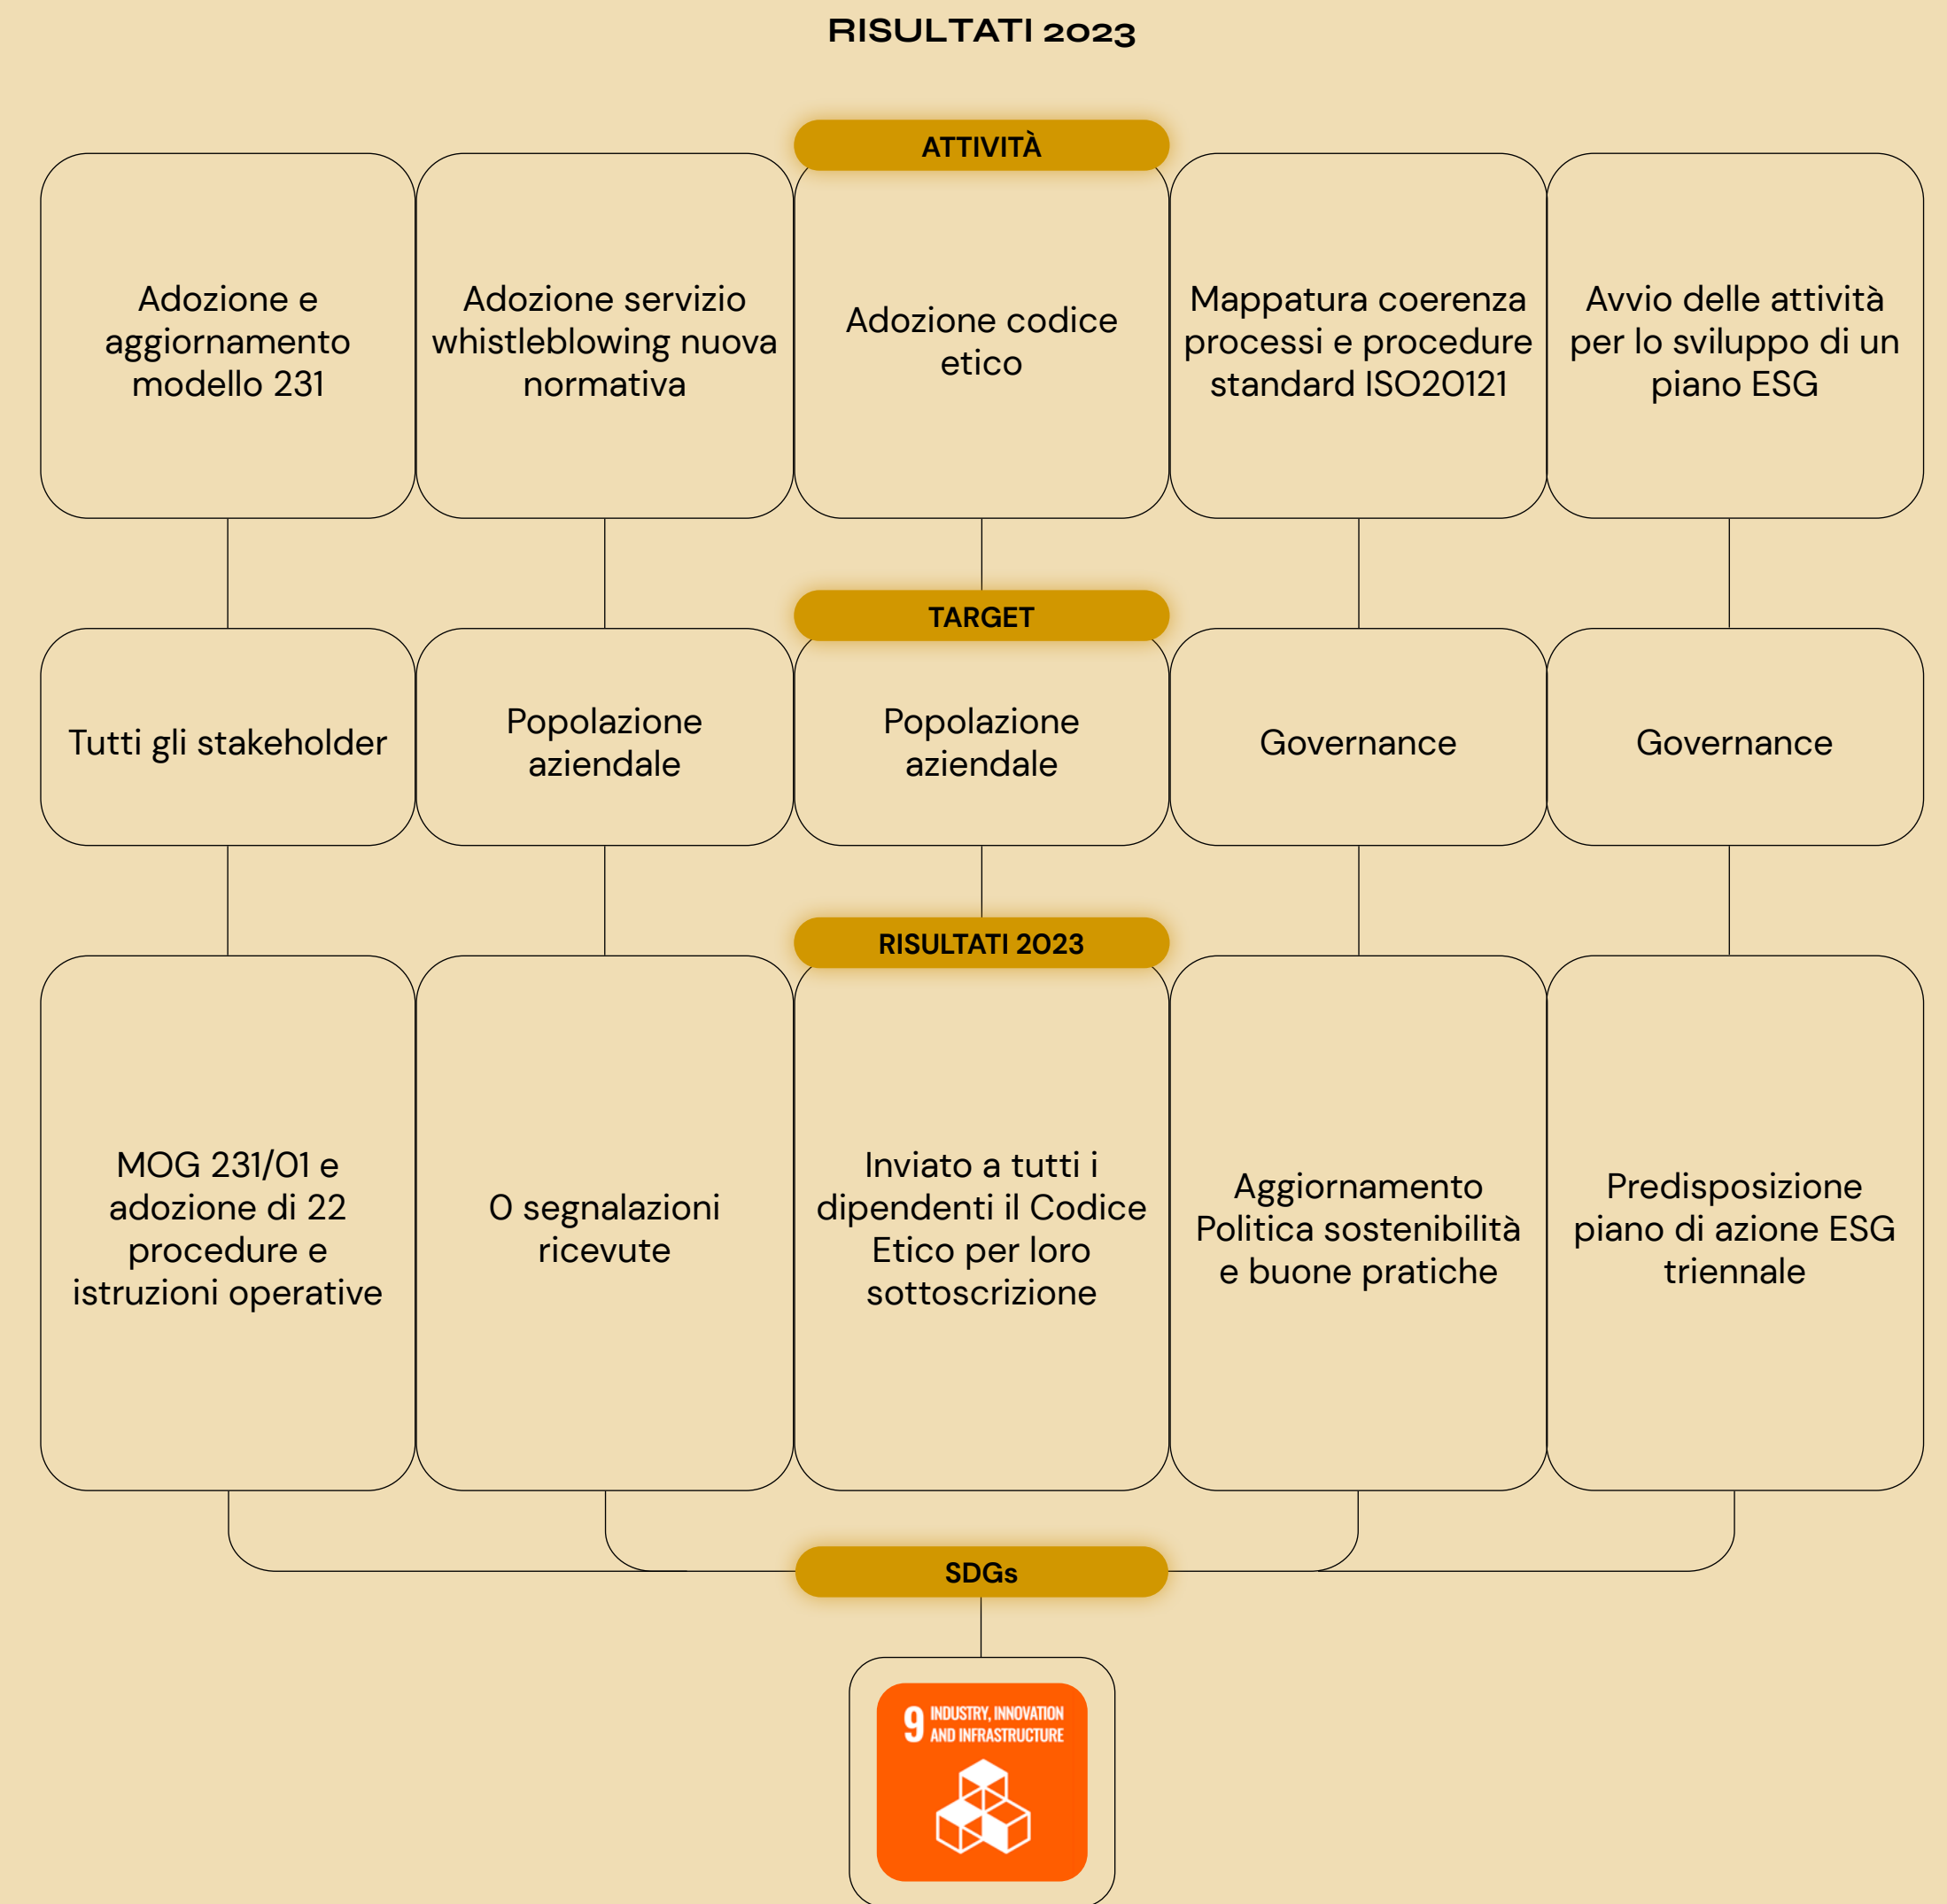 RISULTATI 2023
ATTIVITÀ
Adozione e
aggiornamento
modello 231
Adozione servizio
whistleblowing nuova
normativa
Adozione codice
etico
Mappatura coerenza
processi e procedure
standard ISO20121
Avvio delle attività
per lo sviluppo di un
piano ESG
TARGET
Tutti gli stakeholder
Popolazione
aziendale
Popolazione
aziendale
Governance
Governance
RISULTATI 2023
MOG 231/01 e
adozione di 22
procedure e
istruzioni operative
0 segnalazioni
ricevute
Inviato a tutti i
dipendenti il Codice
Etico per loro
sottoscrizione
Aggiornamento
Politica sostenibilità
e buone pratiche
Predisposizione
piano di azione ESG
triennale
SDGs
9 INDUSTRY, INNOVATION
AND INFRASTRUCTURE